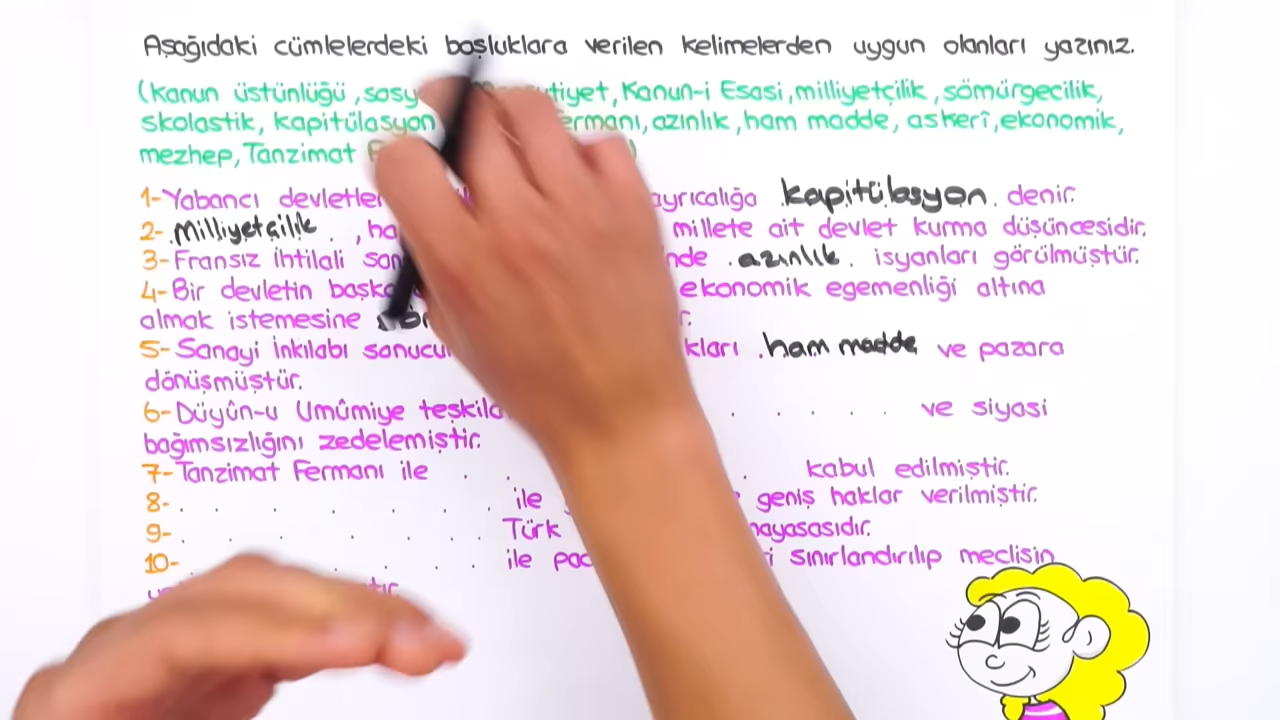 Aşağıdaki cümlelerdeki boşluklara verilen kelimelerden uygun olanları yazınız.
(Kanun üstünlüğü, sosy tiyet, Kanun-i Esasi, milliyetçilik, sömürgecilik,
skolastik, kapitülasyon ermanı, azınlık, ham madde, askerî, ekonomik,
mezhep, Tanzimat )
1-Yabancı devletler ayrıcalığa kapitülasyon. denir.
2- .Milliyetçilik . , ha millete ait devlet kurma düşüncesidir.
3-Fransız İhtilali son nde .azınlık. isyanları görülmüştür.
4-Bir devletin başka ekonomik egemenliği altına
almak istemesine r.
5-Sanayi İnkılabı sonucu kları .ham madde ve pazara
dönüşmüştür.
6-Düyûn-u Umûmiye teşkila . . . . . . ve siyasi
bağımsızlığını zedelemiştir.
7-Tanzimat Fermanı ile . . . kabul edilmiştir.
8- . . . . . . ile geniş haklar verilmiştir.
9- . . . . . . Türk nayasasıdır.
10- . . . . . ile pad i sınırlandırılıp meclisin
tır.